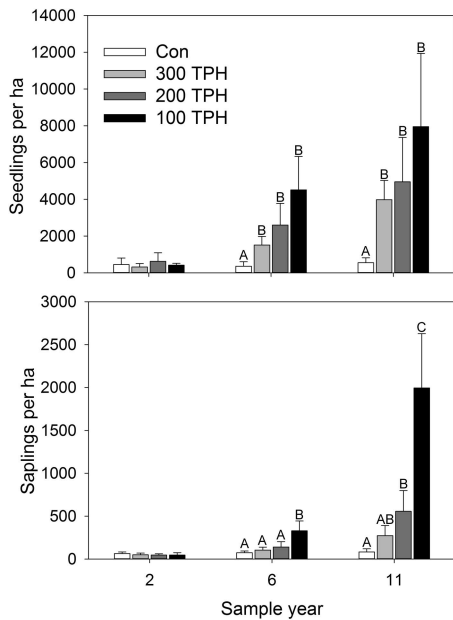 14000
12000
10000
8000
6000
4000
2000
0
Seedlings per ha
Con
300 TPH
200 TPH
100 TPH
A
B
B
B
A
B
B
B
3000
2500
2000
1500
1000
500
0
Saplings per ha
A
A
A
B
A
AB
B
C
2
6
11
Sample year